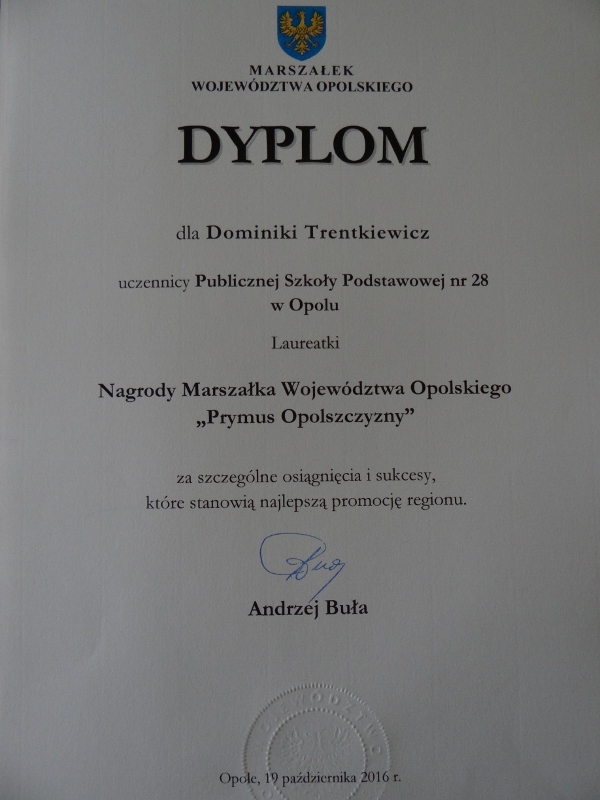 MARSZAŁEK
WOJEWÓDZTWA OPOLSKIEGO
DYPLOM
dla Dominiki Trentkiewicz
uczennicy Publicznej Szkoły Podstawowej nr 28
w Opolu
Laureatki
Nagrody Marszałka Województwa Opolskiego
„Prymus Opolszczyzny”
za szczególne osiągnięcia i sukcesy,
które stanowią najlepszą promocję regionu.
Andrzej Buła
Opole, 19 października 2016 r.